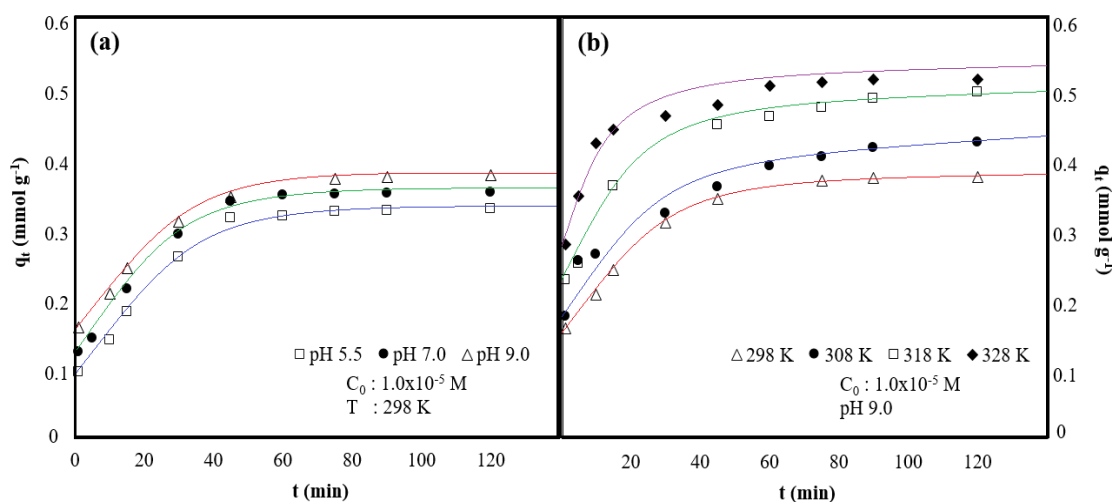 (a)
q_t (mmol g⁻¹)
0.6
0.5
0.4
0.3
0.2
0.1
0
□ pH 5.5 ● pH 7.0 △ pH 9.0
C₀ : 1.0x10⁻⁵ M
T : 298 K
0 20 40 60 80 100 120
t (min)
(b)
△ 298 K ● 308 K □ 318 K ◆ 328 K
C₀ : 1.0x10⁻⁵ M
pH 9.0
20 40 60 80 100 120
t (min)
0.6
0.5
0.4
0.3
0.2
0.1
0
q_t (mmol g⁻¹)